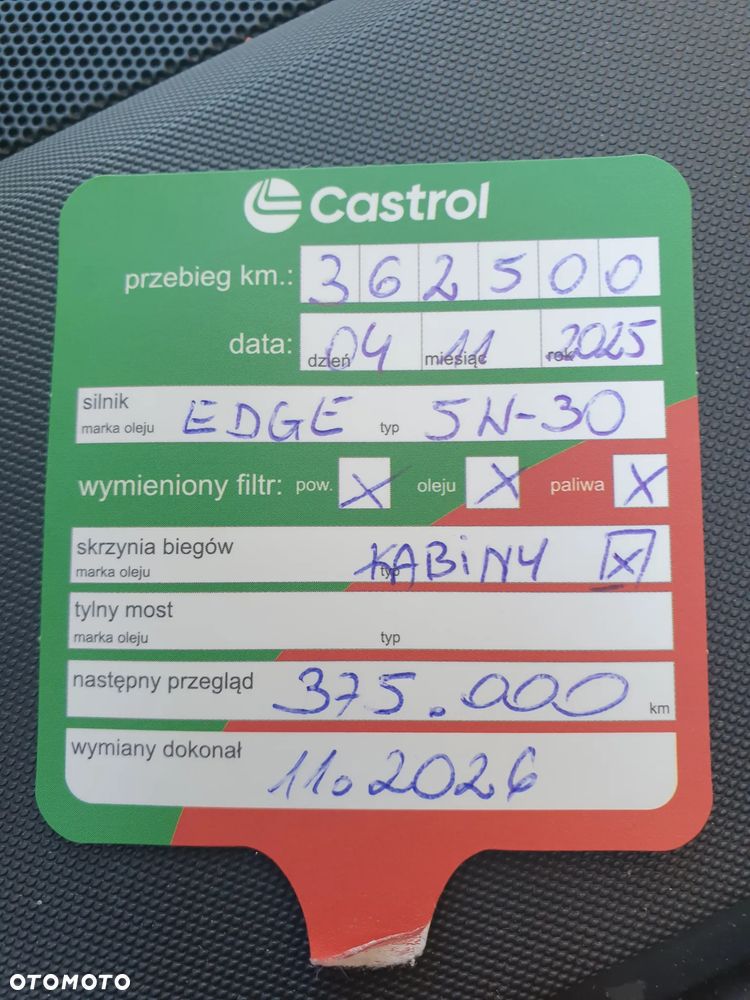 Castrol
przebieg km.: 362500
data: dzień 04 miesiąc 11 rok 2025
silnik
marka oleju EDGE typ 5W-30
wymieniony filtr: pow. X oleju X paliwa X
skrzynia biegów
marka oleju typ KABINY X
tylny most
marka oleju typ
następny przegląd 375.000 km
wymiany dokonał
11.2026
OTOMOTO